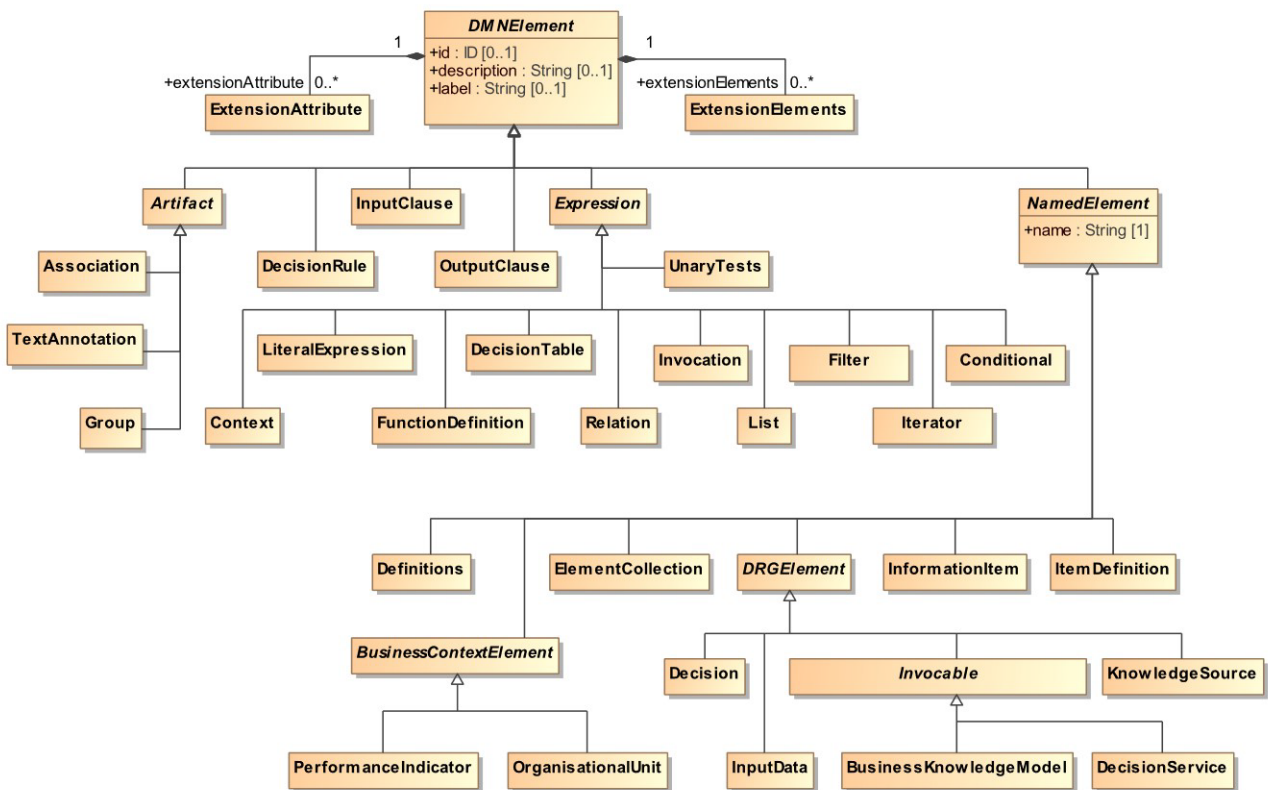 DMNElement
+id : ID [0..1]
+description : String [0..1]
+label : String [0..1]
1
1
+extensionAttribute 0..*
+extensionElements 0..*
ExtensionAttribute
ExtensionElements
Artifact
InputClause
Expression
NamedElement
+name : String [1]
Association
DecisionRule
OutputClause
UnaryTests
TextAnnotation
LiteralExpression
DecisionTable
Invocation
Filter
Conditional
Group
Context
FunctionDefinition
Relation
List
Iterator
Definitions
ElementCollection
DRGElement
InformationItem
ItemDefinition
BusinessContextElement
Decision
Invocable
KnowledgeSource
PerformanceIndicator
OrganisationalUnit
InputData
BusinessKnowledgeModel
DecisionService